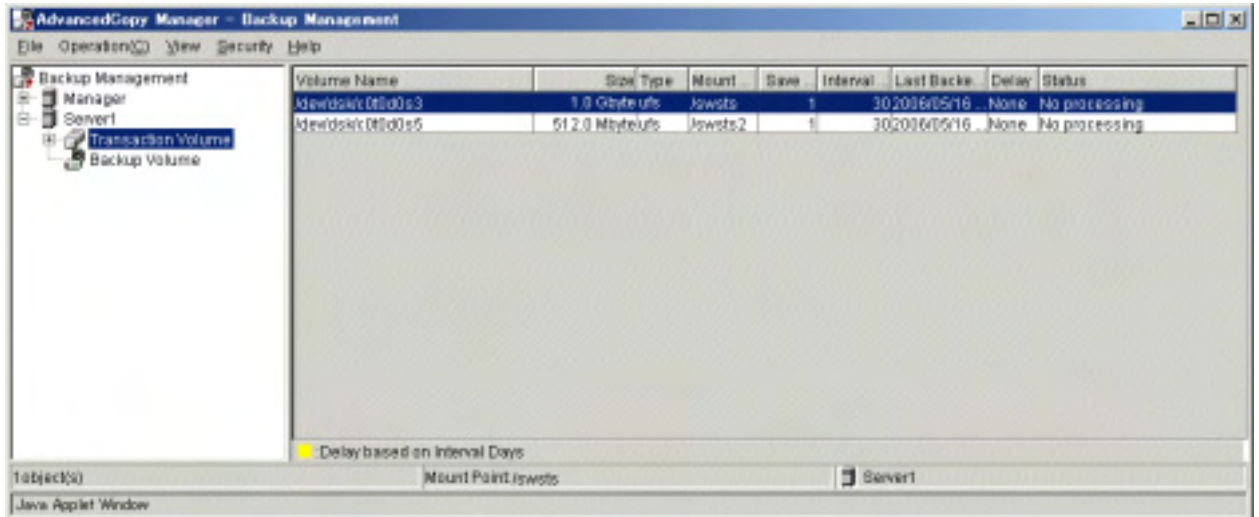 AdvancedCopy Manager - Backup Management
File Operation(C) View Security Help
Backup Management
Manager
Server1
Transaction Volume
Backup Volume
Volume Name Size Type Mount ... Save ... Interval ... Last Backe... Delay Status
/dev/dsk/c0t0d0s3 1.0 Gbyte ufs /swsts 1 30 2006/05/16 ... None No processing
/dev/dsk/c0t0d0s5 512.0 Mbyte ufs /swsts2 1 30 2006/05/16 ... None No processing
:Delay based on Interval Days
1object(s) Mount Point:/swsts Server1
Java Applet Window